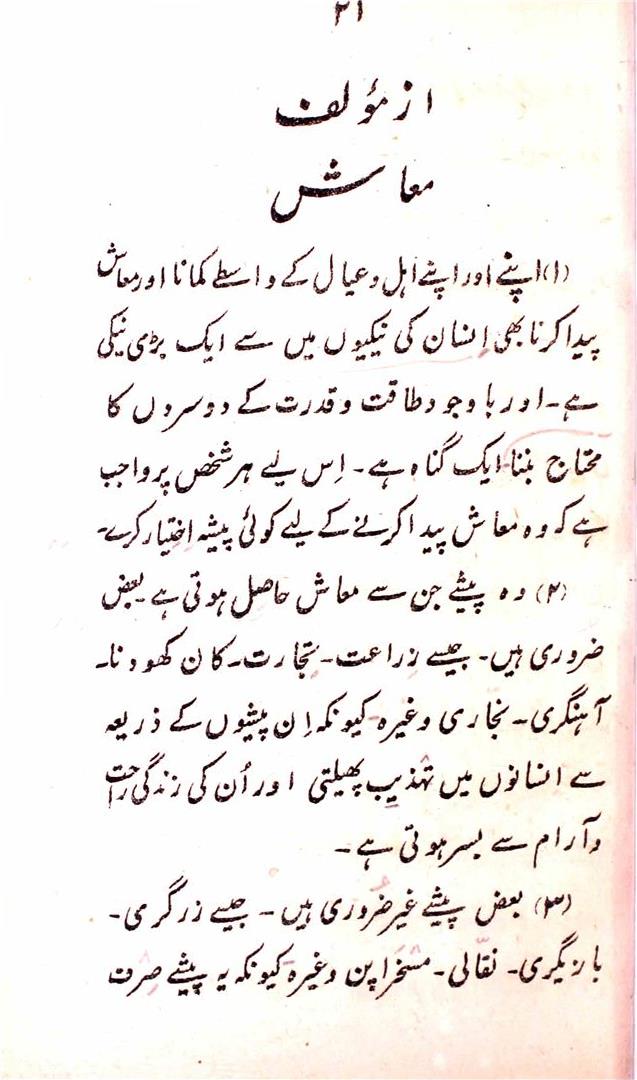 ۲۱
از مؤلف
معاش
(۱) اپنے اور اپنے اہل و عیال کے واسطے کمانا اور معاش
پیدا کرنا بھی اِنسان کی نیکیوں میں سے ایک بڑی نیکی
ہے۔ اور باوجود طاقت و قدرت کے دوسروں کا
محتاج بننا ایک گناہ ہے۔ اِس لیے ہر شخص پر واجب
ہے کہ وہ معاش پیدا کرنے کے لیے کوئی پیشہ اِختیار کرے۔
(۲) وہ پیشے جن سے معاش حاصل ہوتی ہے۔ بعض
ضروری ہیں۔ جیسے زراعت۔ تجارت۔ کان کھودنا۔
آہنگری۔ نجاری وغیرہ کیونکہ اِن پیشوں کے ذریعہ
سے انسانوں میں تہذیب پھیلتی اور اُن کی زندگی راحت
و آرام سے بسر ہوتی ہے۔
(۳) بعض پیشے غیر ضروری ہیں۔ جیسے زرگری۔
بازیگری۔ نقالی۔ مسخراپن وغیرہ کیونکہ یہ پیشے صرف